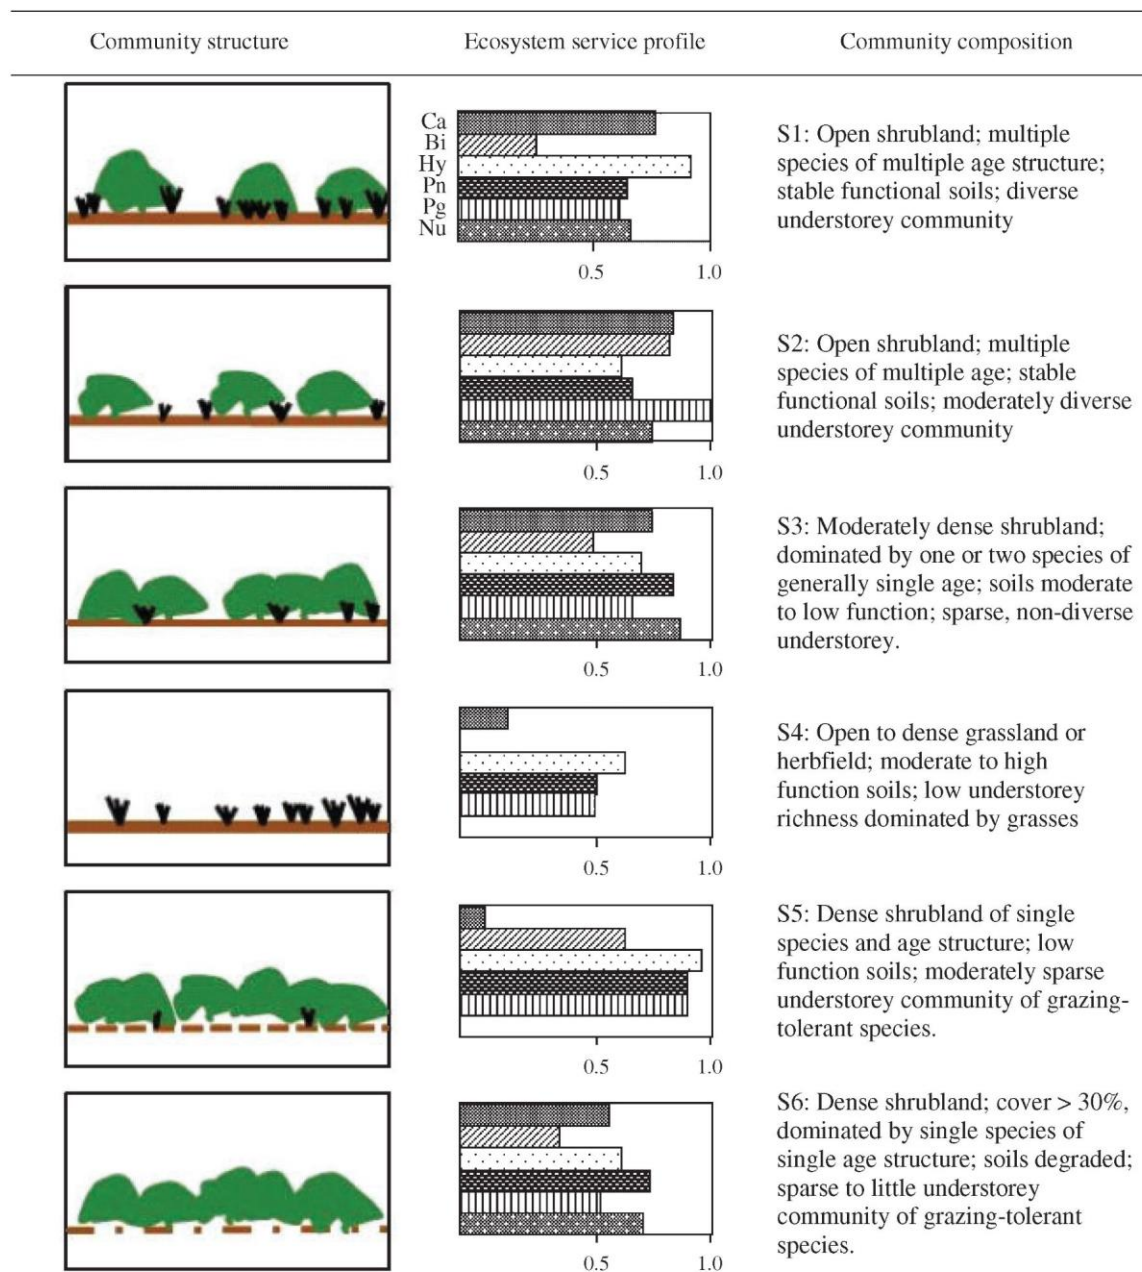 Community structure
Ecosystem service profile
Community composition
Ca
Bi
Hy
Pn
Pg
Nu
0.5
1.0
S1: Open shrubland; multiple
species of multiple age structure;
stable functional soils; diverse
understorey community
0.5
1.0
S2: Open shrubland; multiple
species of multiple age; stable
functional soils; moderately diverse
understorey community
0.5
1.0
S3: Moderately dense shrubland;
dominated by one or two species of
generally single age; soils moderate
to low function; sparse, non-diverse
understorey.
0.5
1.0
S4: Open to dense grassland or
herbfield; moderate to high
function soils; low understorey
richness dominated by grasses
0.5
1.0
S5: Dense shrubland of single
species and age structure; low
function soils; moderately sparse
understorey community of grazing-
tolerant species.
0.5
1.0
S6: Dense shrubland; cover > 30%,
dominated by single species of
single age structure; soils degraded;
sparse to little understorey
community of grazing-tolerant
species.
0.5
1.0